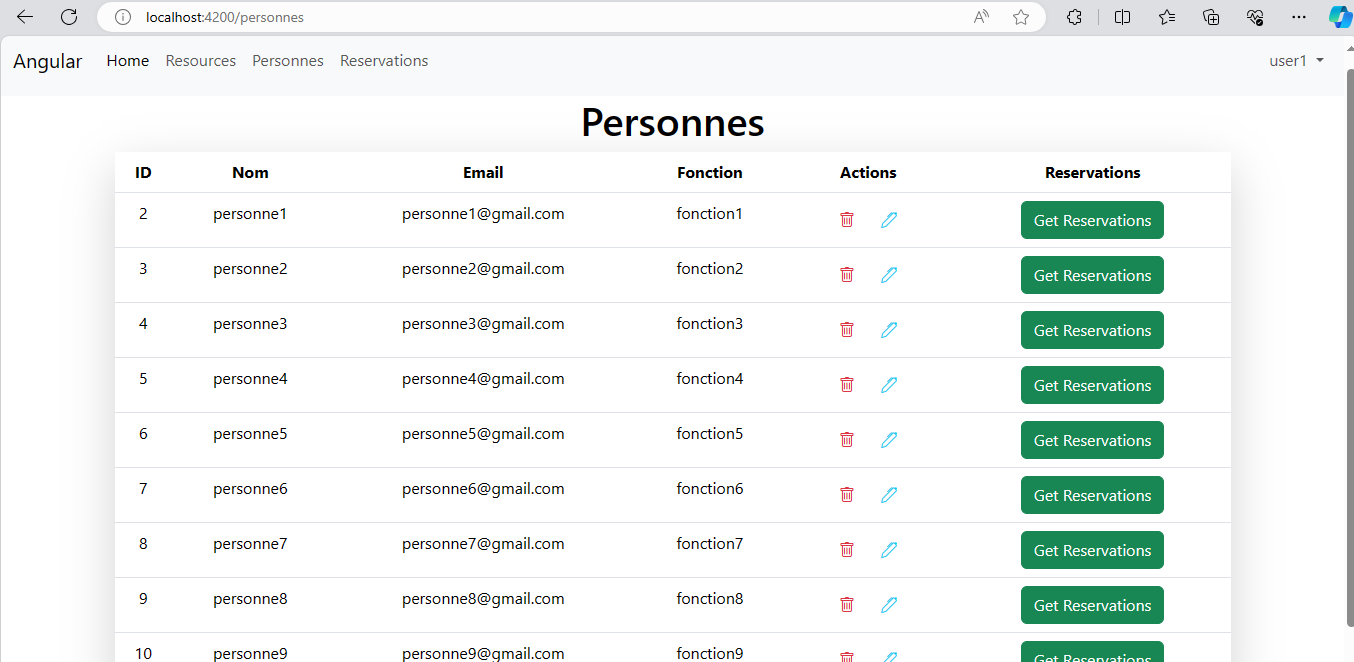 localhost:4200/personnes
Angular Home Resources Personnes Reservations user1
Personnes
ID Nom Email Fonction Actions Reservations
2 personne1 personne1@gmail.com fonction1 Get Reservations
3 personne2 personne2@gmail.com fonction2 Get Reservations
4 personne3 personne3@gmail.com fonction3 Get Reservations
5 personne4 personne4@gmail.com fonction4 Get Reservations
6 personne5 personne5@gmail.com fonction5 Get Reservations
7 personne6 personne6@gmail.com fonction6 Get Reservations
8 personne7 personne7@gmail.com fonction7 Get Reservations
9 personne8 personne8@gmail.com fonction8 Get Reservations
10 personne9 personne9@gmail.com fonction9 Get Reservations